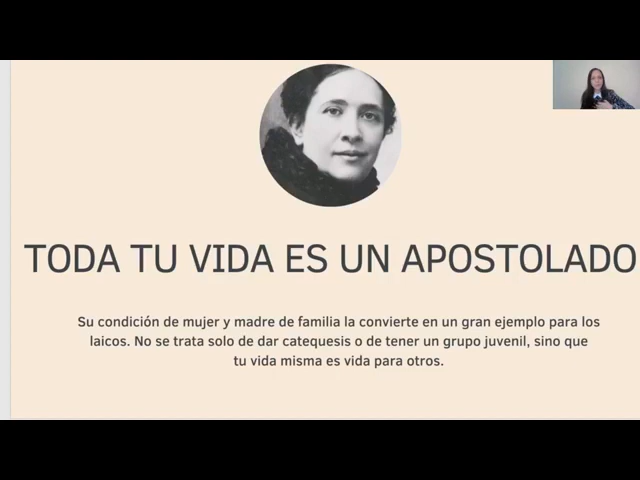 TODA TU VIDA ES UN APOSTOLADO
Su condición de mujer y madre de familia la convierte en un gran ejemplo para los
laicos. No se trata solo de dar catequesis o de tener un grupo juvenil, sino que
tu vida misma es vida para otros.